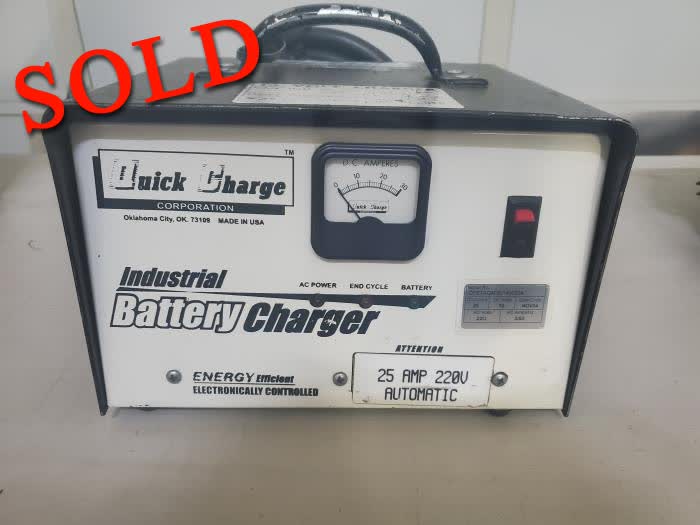 SOLD
Quick Charge ™
CORPORATION
Oklahoma City, OK. 73109 MADE IN USA
D.C. AMPERES
0 10 20 30
Quick Charge
Industrial
Battery Charger
AC POWER END CYCLE BATTERY
ENERGY Efficient
ELECTRONICALLY CONTROLLED
ATTENTION
25 AMP 220V
AUTOMATIC